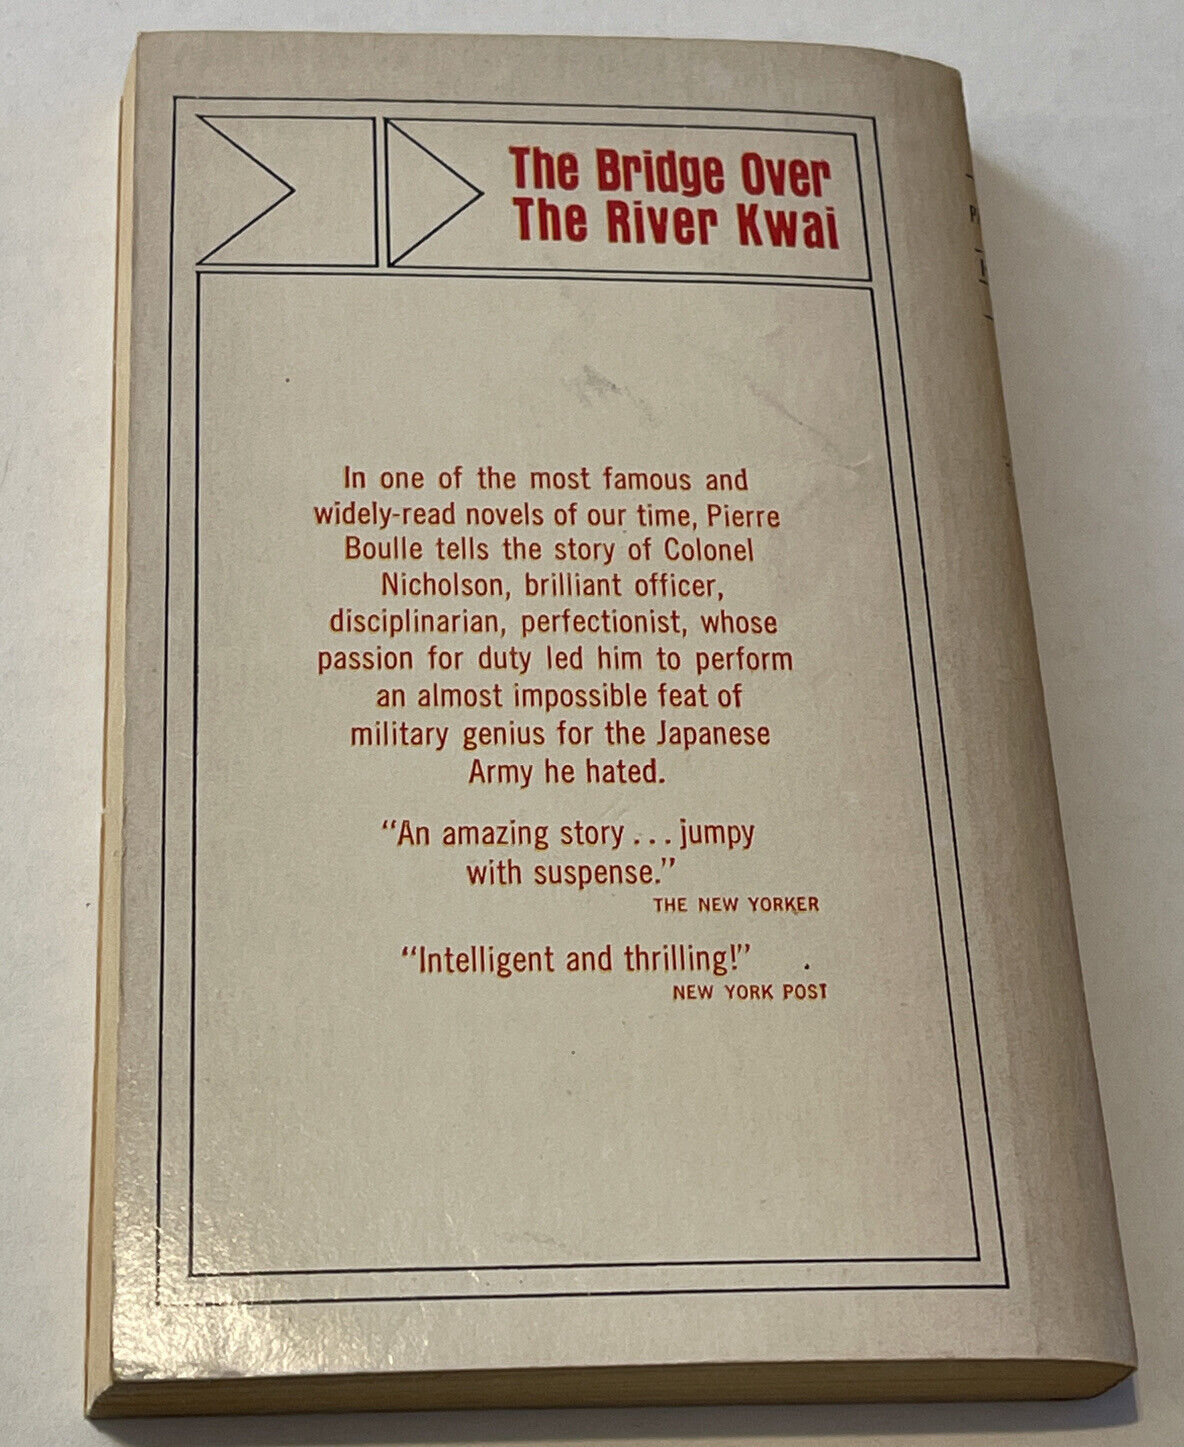 The Bridge Over
The River Kwai
In one of the most famous and
widely-read novels of our time, Pierre
Boulle tells the story of Colonel
Nicholson, brilliant officer,
disciplinarian, perfectionist, whose
passion for duty led him to perform
an almost impossible feat of
military genius for the Japanese
Army he hated.
“An amazing story...jumpy
with suspense.”
THE NEW YORKER
“Intelligent and thrilling!”
NEW YORK POST